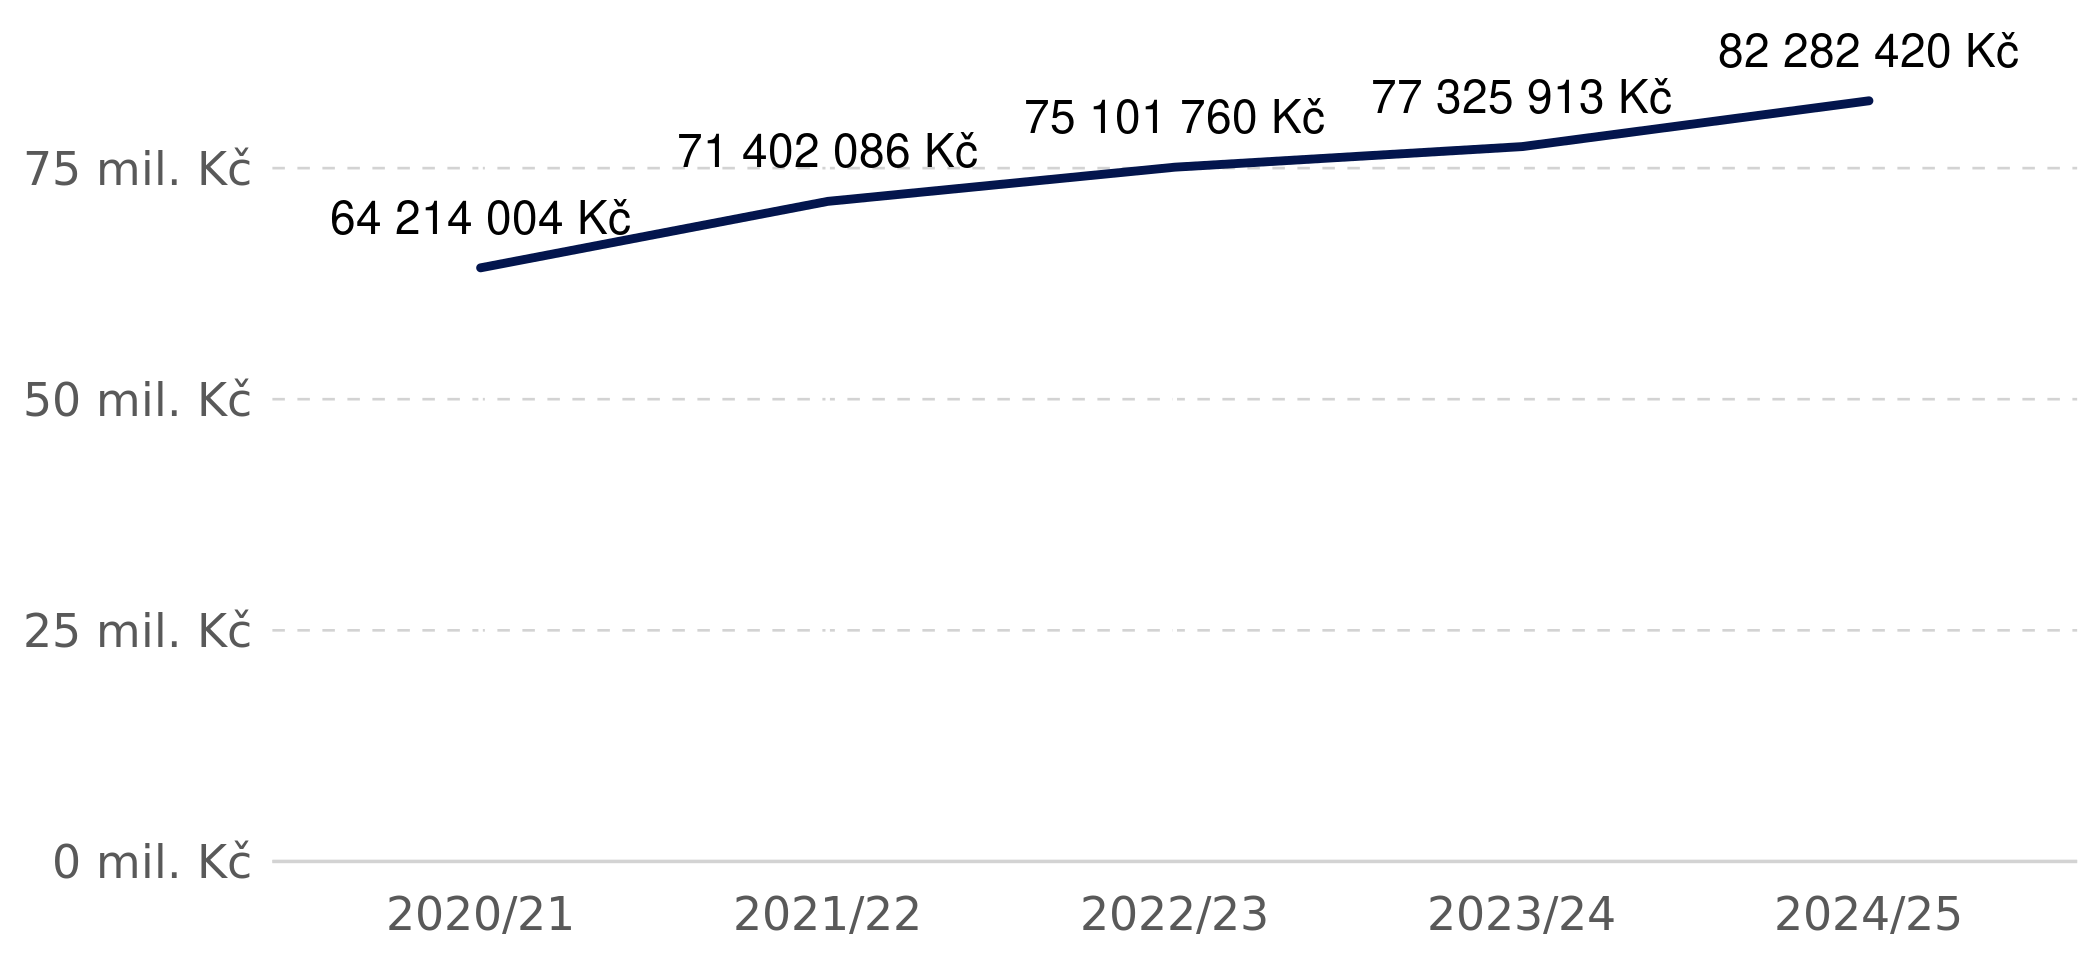 82 282 420 Kč
77 325 913 Kč
75 101 760 Kč
71 402 086 Kč
75 mil. Kč
64 214 004 Kč
50 mil. Kč
25 mil. Kč
0 mil. Kč
2020/21 2021/22 2022/23 2023/24 2024/25